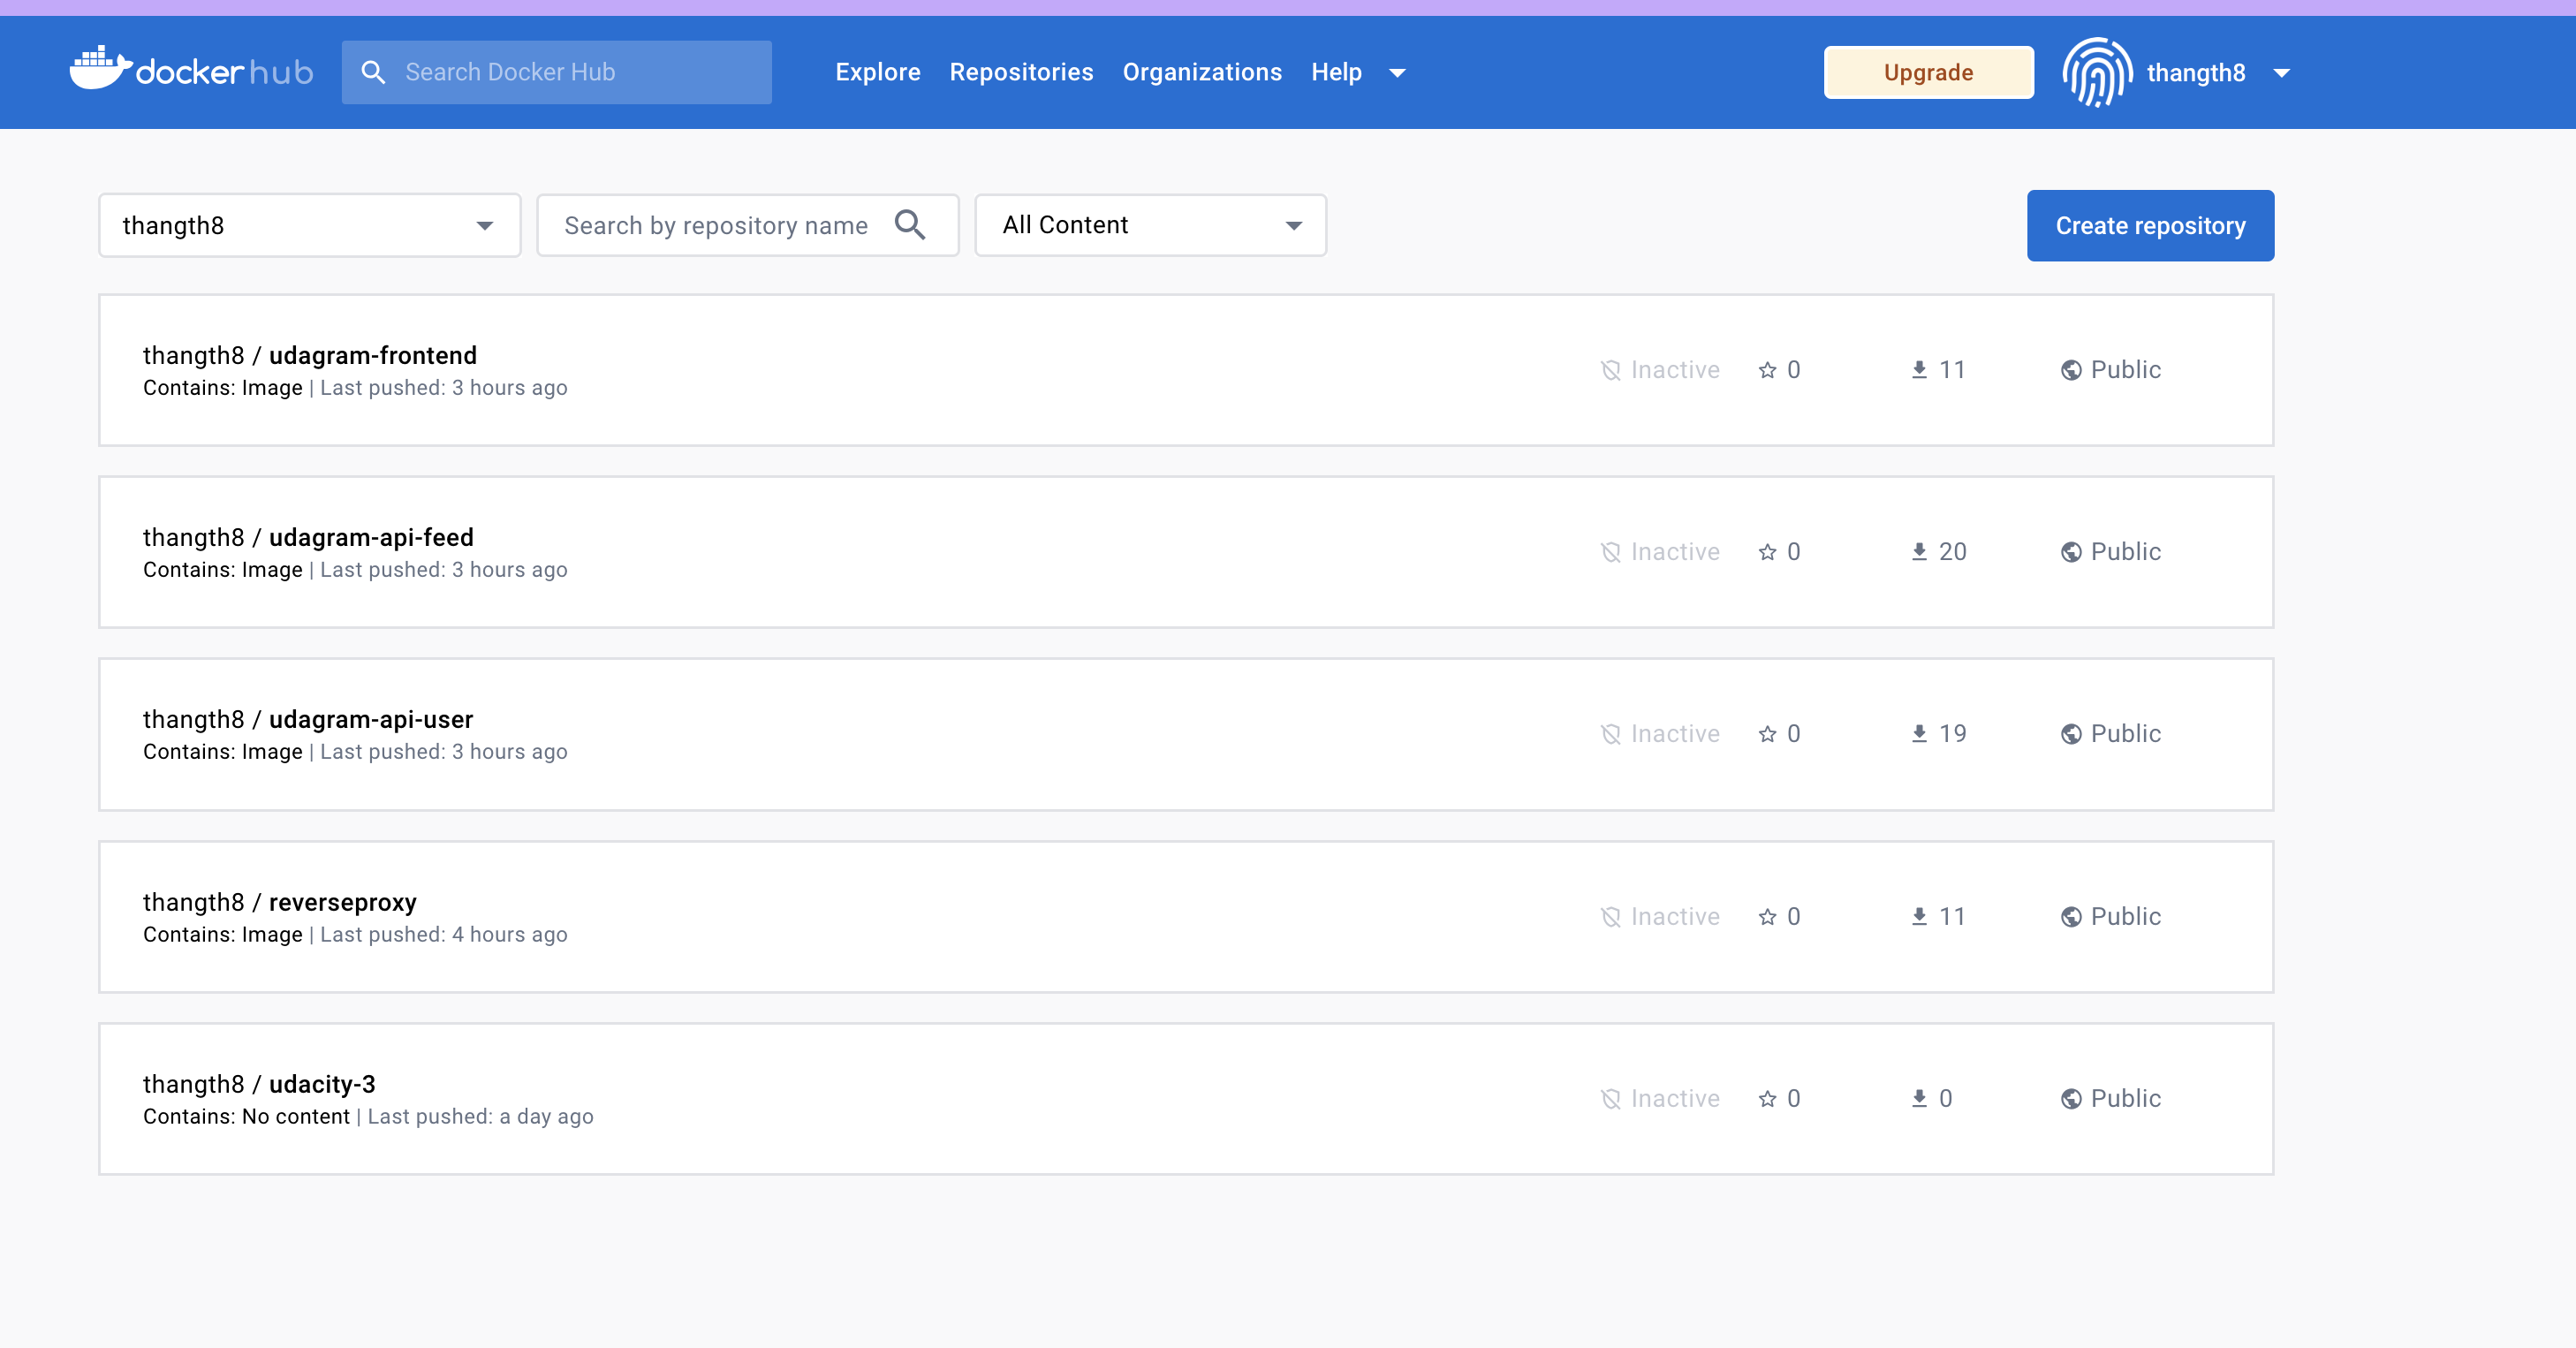 docker hub Search Docker Hub Explore Repositories Organizations Help Upgrade thangth8
thangth8 Search by repository name All Content Create repository
thangth8 / udagram-frontend
Contains: Image | Last pushed: 3 hours ago
Inactive 0 11 Public
thangth8 / udagram-api-feed
Contains: Image | Last pushed: 3 hours ago
Inactive 0 20 Public
thangth8 / udagram-api-user
Contains: Image | Last pushed: 3 hours ago
Inactive 0 19 Public
thangth8 / reverseproxy
Contains: Image | Last pushed: 4 hours ago
Inactive 0 11 Public
thangth8 / udacity-3
Contains: No content | Last pushed: a day ago
Inactive 0 0 Public